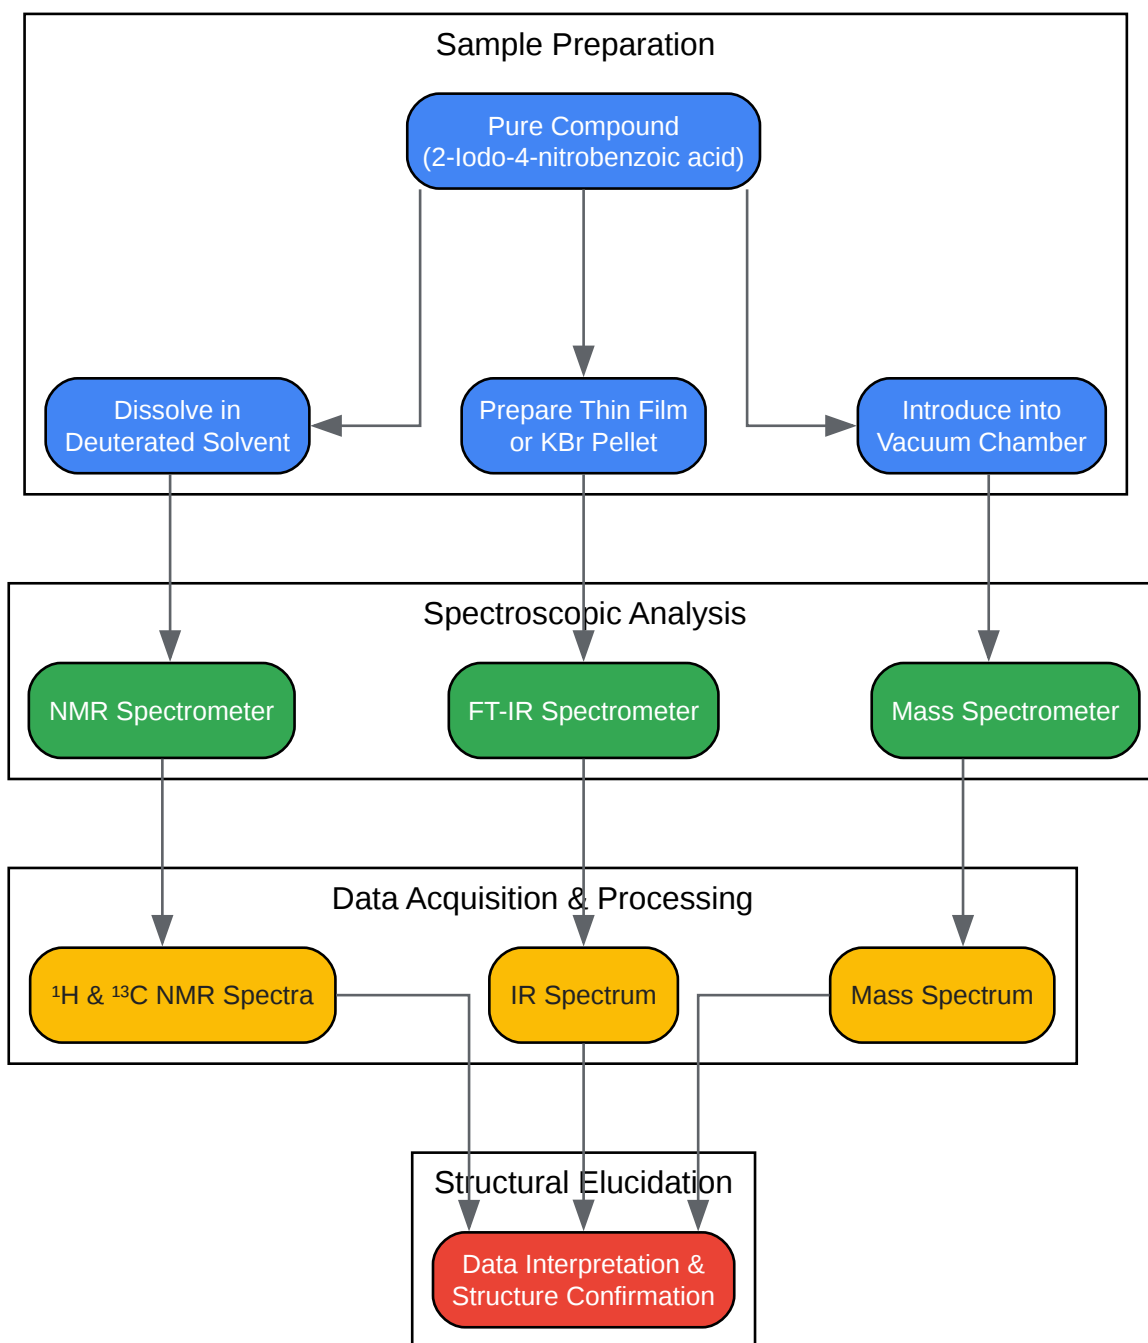 Sample Preparation
Pure Compound
(2-Iodo-4-nitrobenzoic acid)
Dissolve in
Deuterated Solvent
Prepare Thin Film
or KBr Pellet
Introduce into
Vacuum Chamber
Spectroscopic Analysis
NMR Spectrometer
FT-IR Spectrometer
Mass Spectrometer
Data Acquisition & Processing
¹H & ¹³C NMR Spectra
IR Spectrum
Mass Spectrum
Structural Elucidation
Data Interpretation &
Structure Confirmation